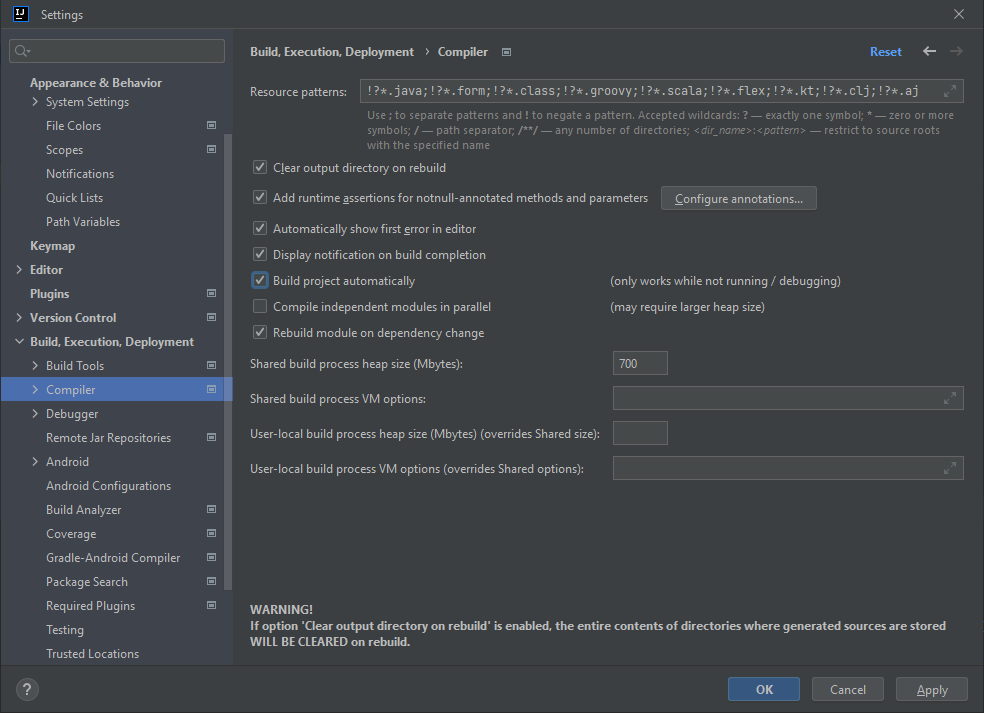 IJ
Settings
Appearance & Behavior
System Settings
File Colors
Scopes
Notifications
Quick Lists
Path Variables
Keymap
Editor
Plugins
Version Control
Build, Execution, Deployment
Build Tools
Compiler
Debugger
Remote Jar Repositories
Android
Android Configurations
Build Analyzer
Coverage
Gradle-Android Compiler
Package Search
Required Plugins
Testing
Trusted Locations
Build, Execution, Deployment › Compiler
Reset
Resource patterns: !?*.java;!?*.form;!?*.class;!?*.groovy;!?*.scala;!?*.flex;!?*.kt;!?*.clj;!?*.aj
Use ; to separate patterns and ! to negate a pattern. Accepted wildcards: ? — exactly one symbol; * — zero or more
symbols; / — path separator; /**/ — any number of directories; <dir_name>:<pattern> — restrict to source roots
with the specified name
Clear output directory on rebuild
Add runtime assertions for notnull-annotated methods and parameters Configure annotations...
Automatically show first error in editor
Display notification on build completion
Build project automatically (only works while not running / debugging)
Compile independent modules in parallel (may require larger heap size)
Rebuild module on dependency change
Shared build process heap size (Mbytes): 700
Shared build process VM options:
User-local build process heap size (Mbytes) (overrides Shared size):
User-local build process VM options (overrides Shared options):
WARNING!
If option 'Clear output directory on rebuild' is enabled, the entire contents of directories where generated sources are stored
WILL BE CLEARED on rebuild.
? OK Cancel Apply